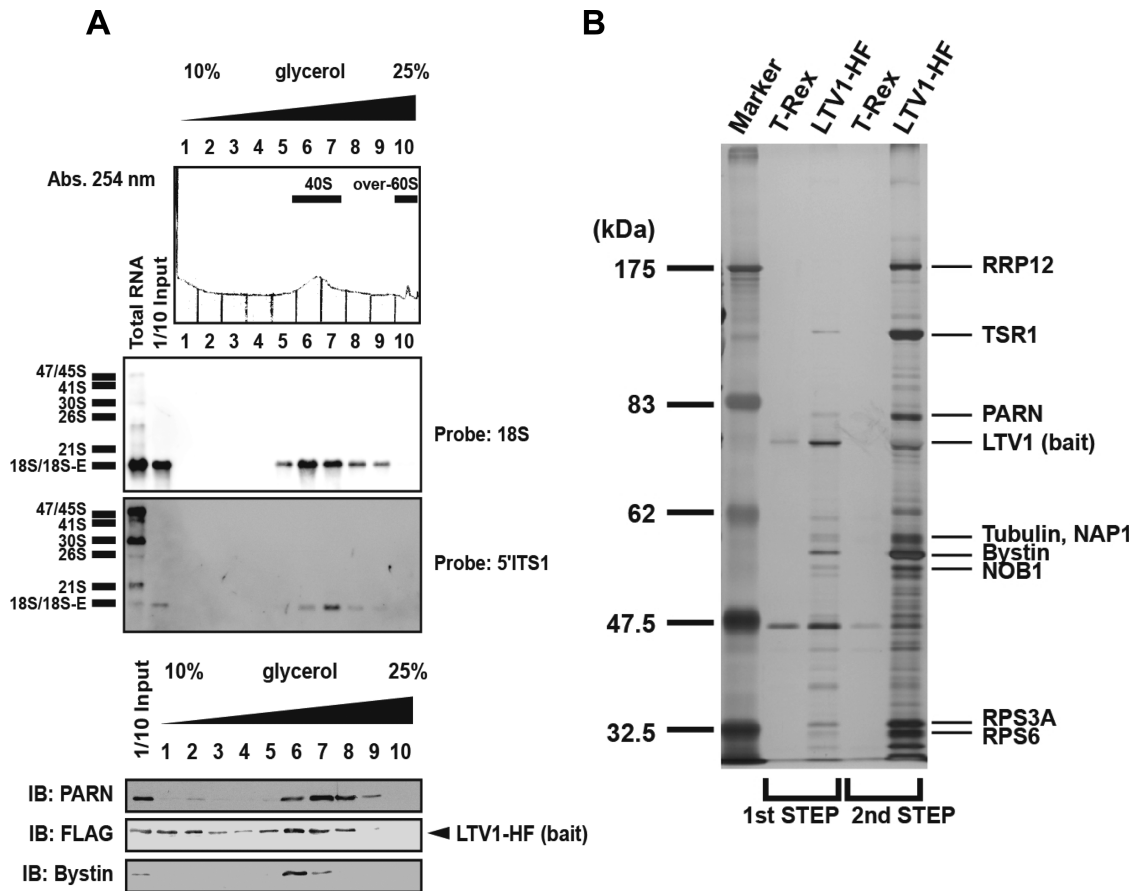 A
10% glycerol 25%
1 2 3 4 5 6 7 8 9 10
Abs. 254 nm
40S over-60S
Total RNA
1/10 Input
1 2 3 4 5 6 7 8 9 10
47/45S
41S
30S
26S
21S
18S/18S-E
Probe: 18S
47/45S
41S
30S
26S
21S
18S/18S-E
Probe: 5'ITS1
10% glycerol 25%
1/10 Input
1 2 3 4 5 6 7 8 9 10
IB: PARN
IB: FLAG
LTV1-HF (bait)
IB: Bystin
B
Marker
T-Rex
LTV1-HF
T-Rex
LTV1-HF
(kDa)
175
83
62
47.5
32.5
RRP12
TSR1
PARN
LTV1 (bait)
Tubulin, NAP1
Bystin
NOB1
RPS3A
RPS6
1st STEP 2nd STEP